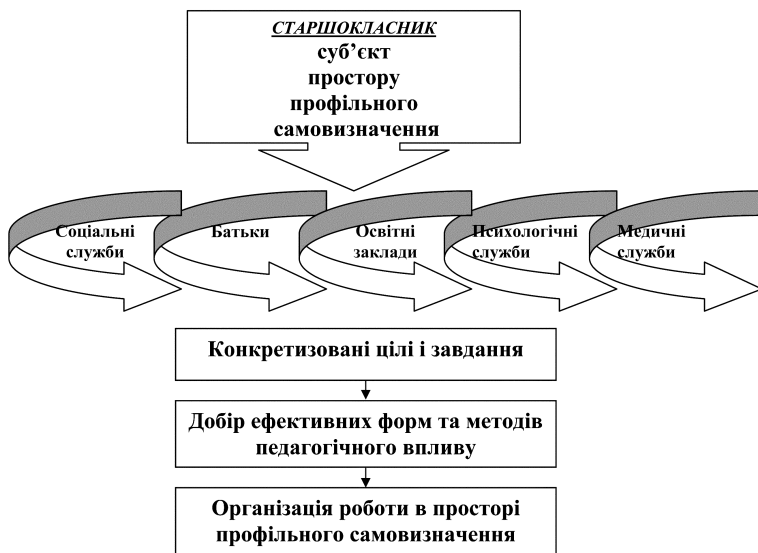 СТАРШОКЛАСНИК
суб’єкт
простору
профільного
самовизначення
Соціальні
служби
Батьки
Освітні
заклади
Психологічні
служби
Медичні
служби
Конкретизовані цілі і завдання
Добір ефективних форм та методів
педагогічного впливу
Організація роботи в просторі
профільного самовизначення